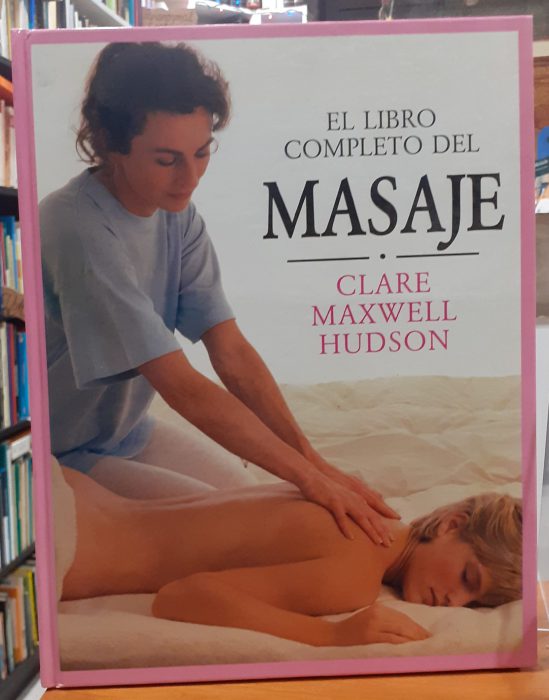 EL LIBRO
COMPLETO DEL
MASAJE
CLARE
MAXWELL
HUDSON